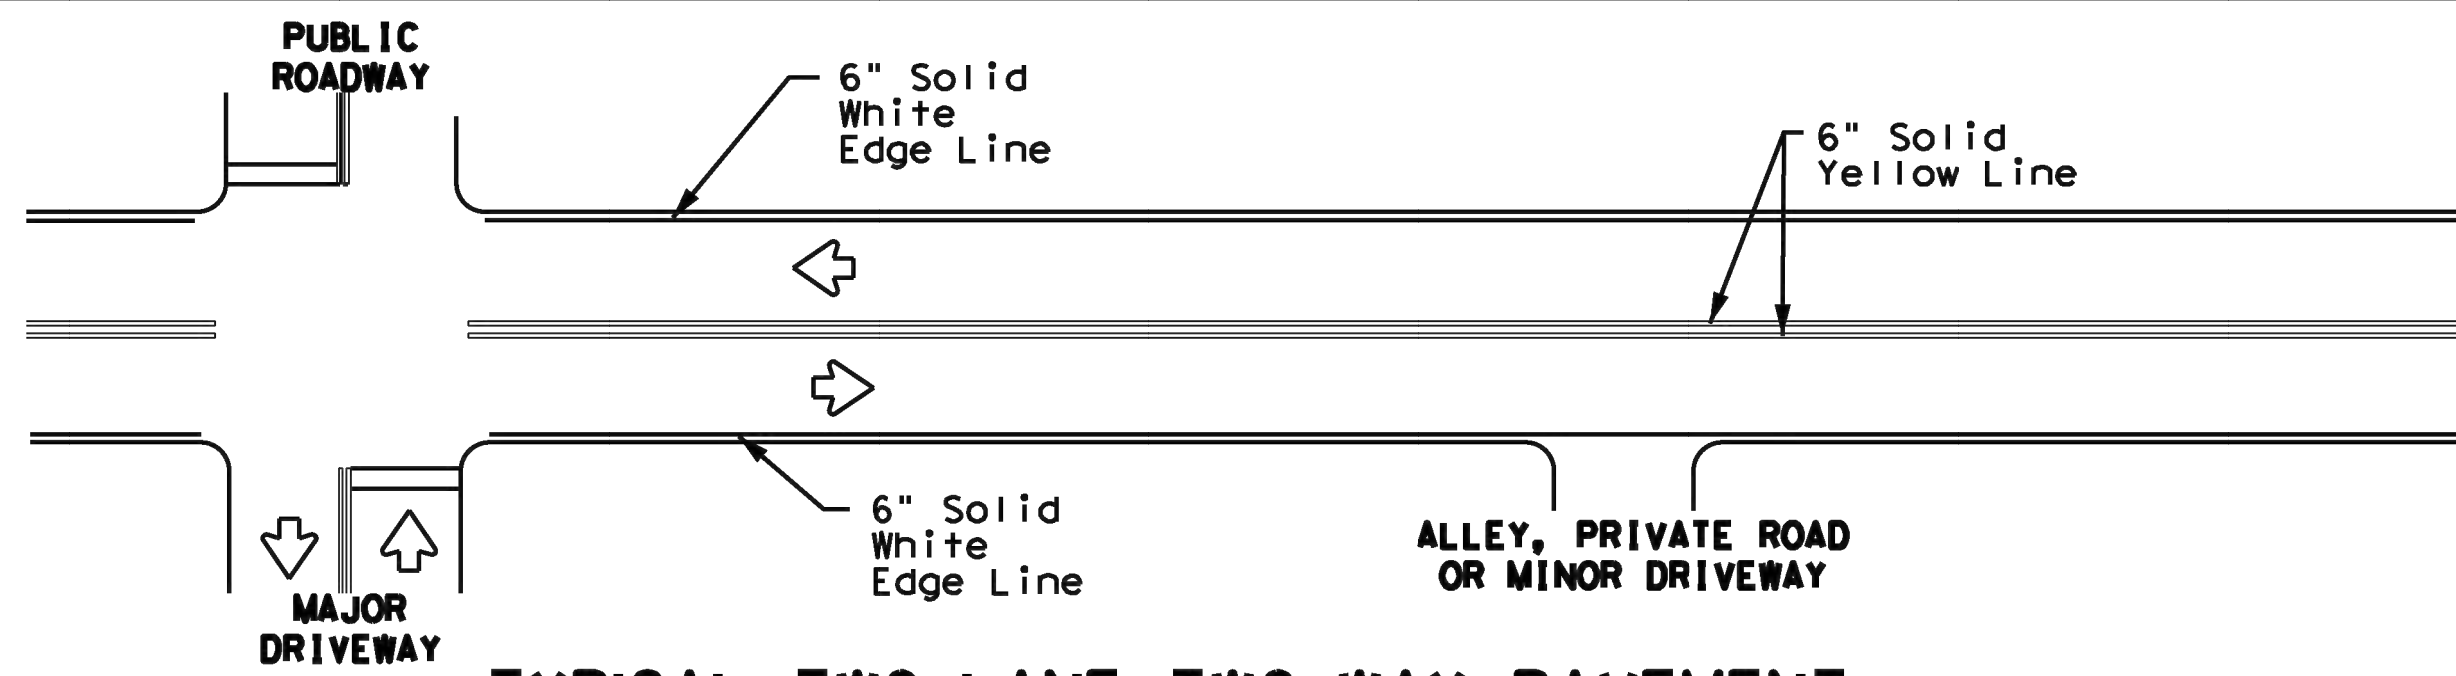 PUBLIC
ROADWAY
6" Solid
White
Edge Line
6" Solid
Yellow Line
6" Solid
White
Edge Line
ALLEY, PRIVATE ROAD
OR MINOR DRIVEWAY
MAJOR
DRIVEWAY